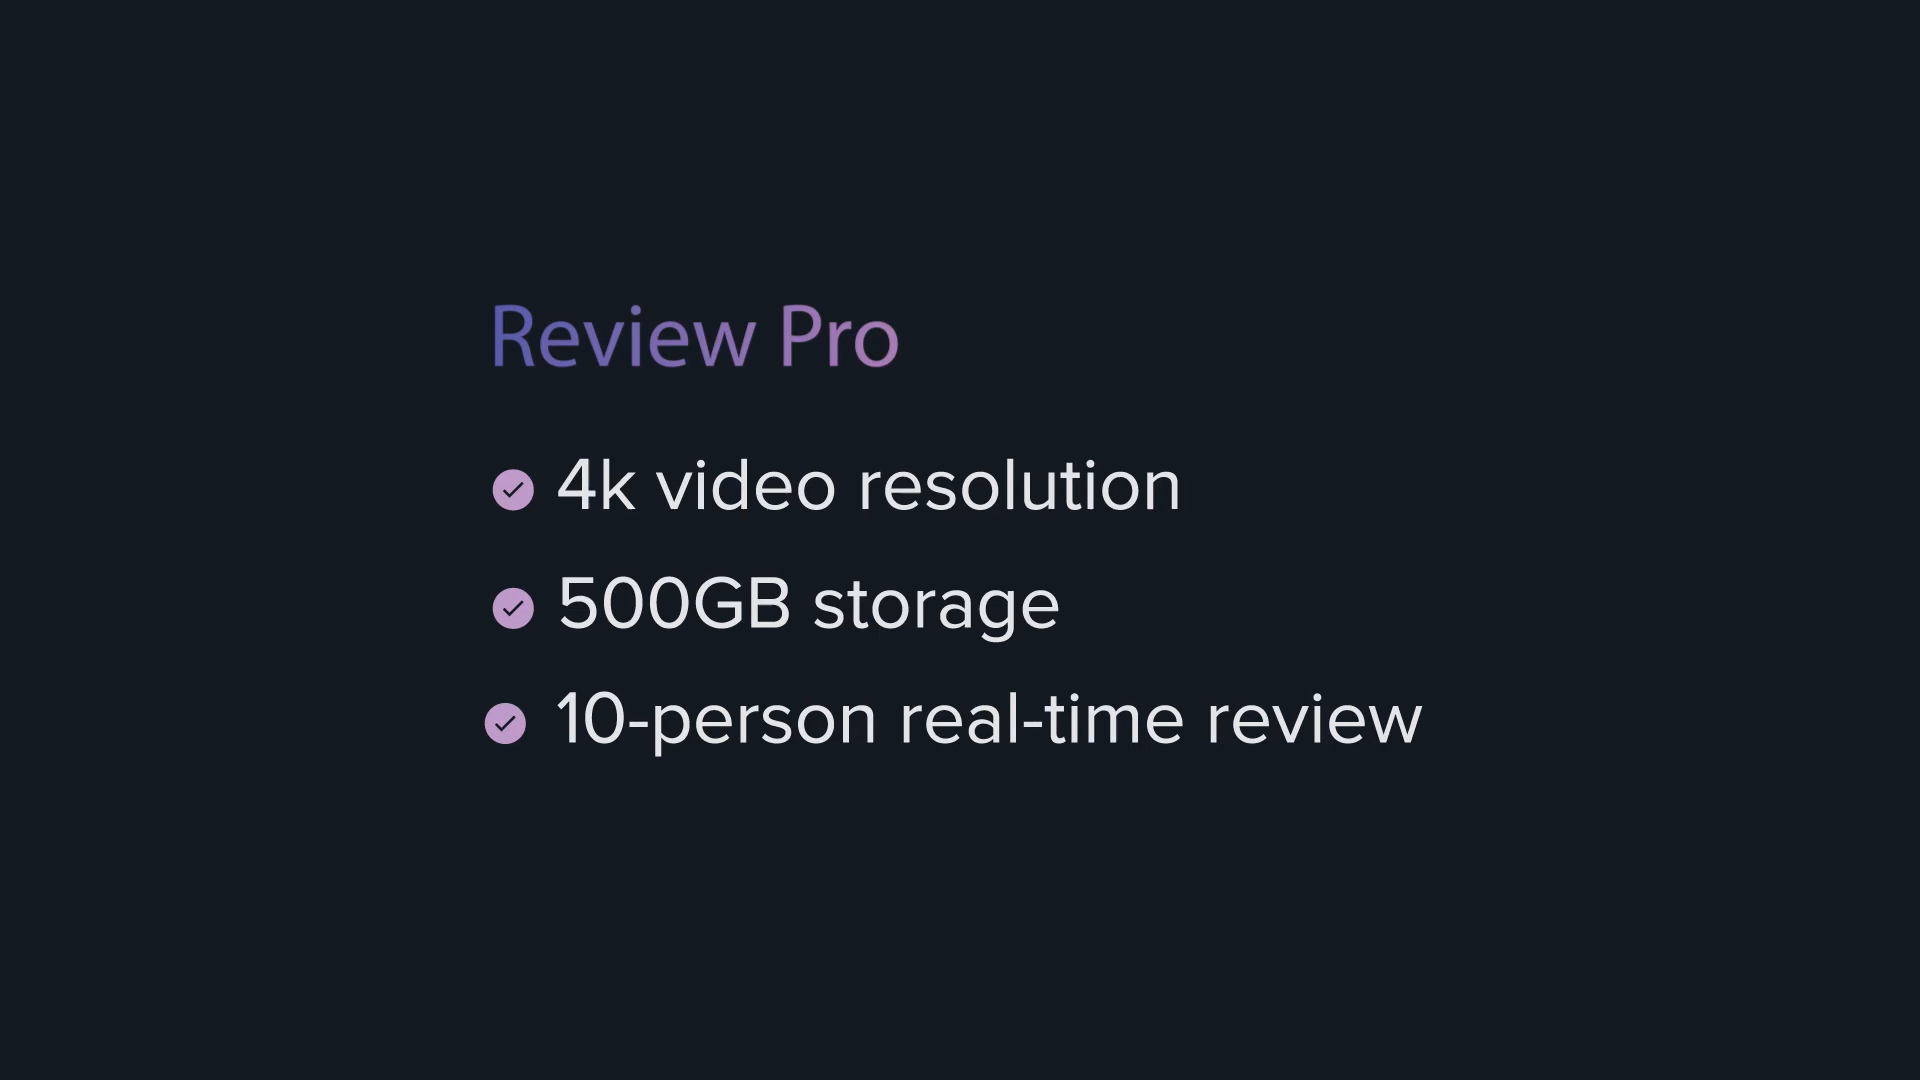 Review Pro
4k video resolution
500GB storage
10-person real-time review